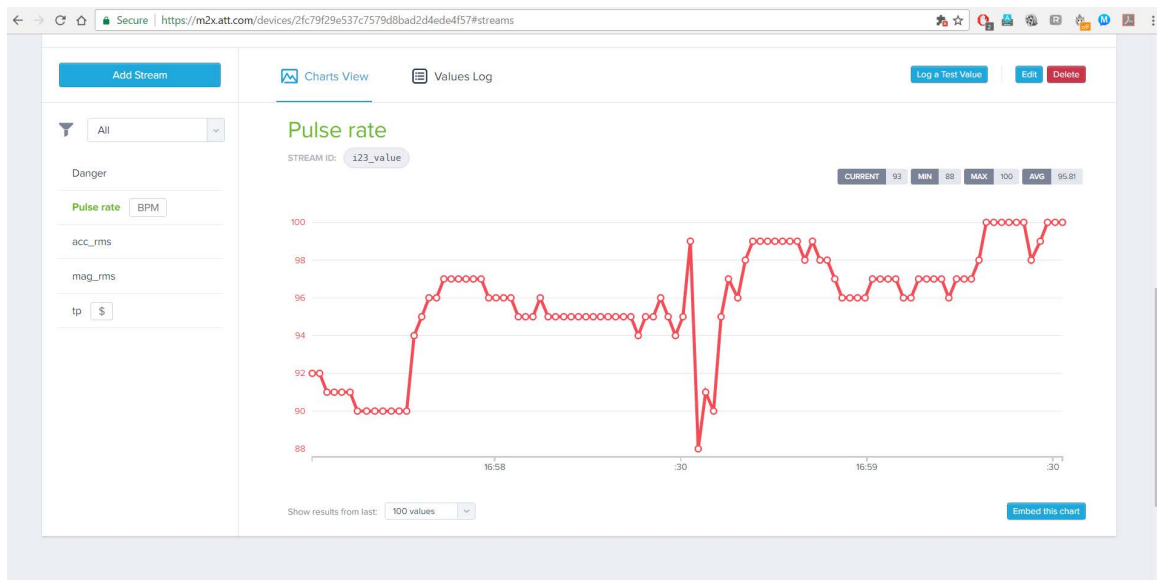 Secure | https://m2x.att.com/devices/2fc79f29e537c7579d8bad2d4ede4f57#streams
Add Stream
Charts View
Values Log
Log a Test Value
Edit
Delete
All
Danger
Pulse rate BPM
acc_rms
mag_rms
tp $
Pulse rate
STREAM ID: i23_value
CURRENT 93 MIN 88 MAX 100 AVG 95.81
100
98
96
94
92
90
88
16:58 :30 16:59 :30
Show results from last: 100 values
Embed this chart